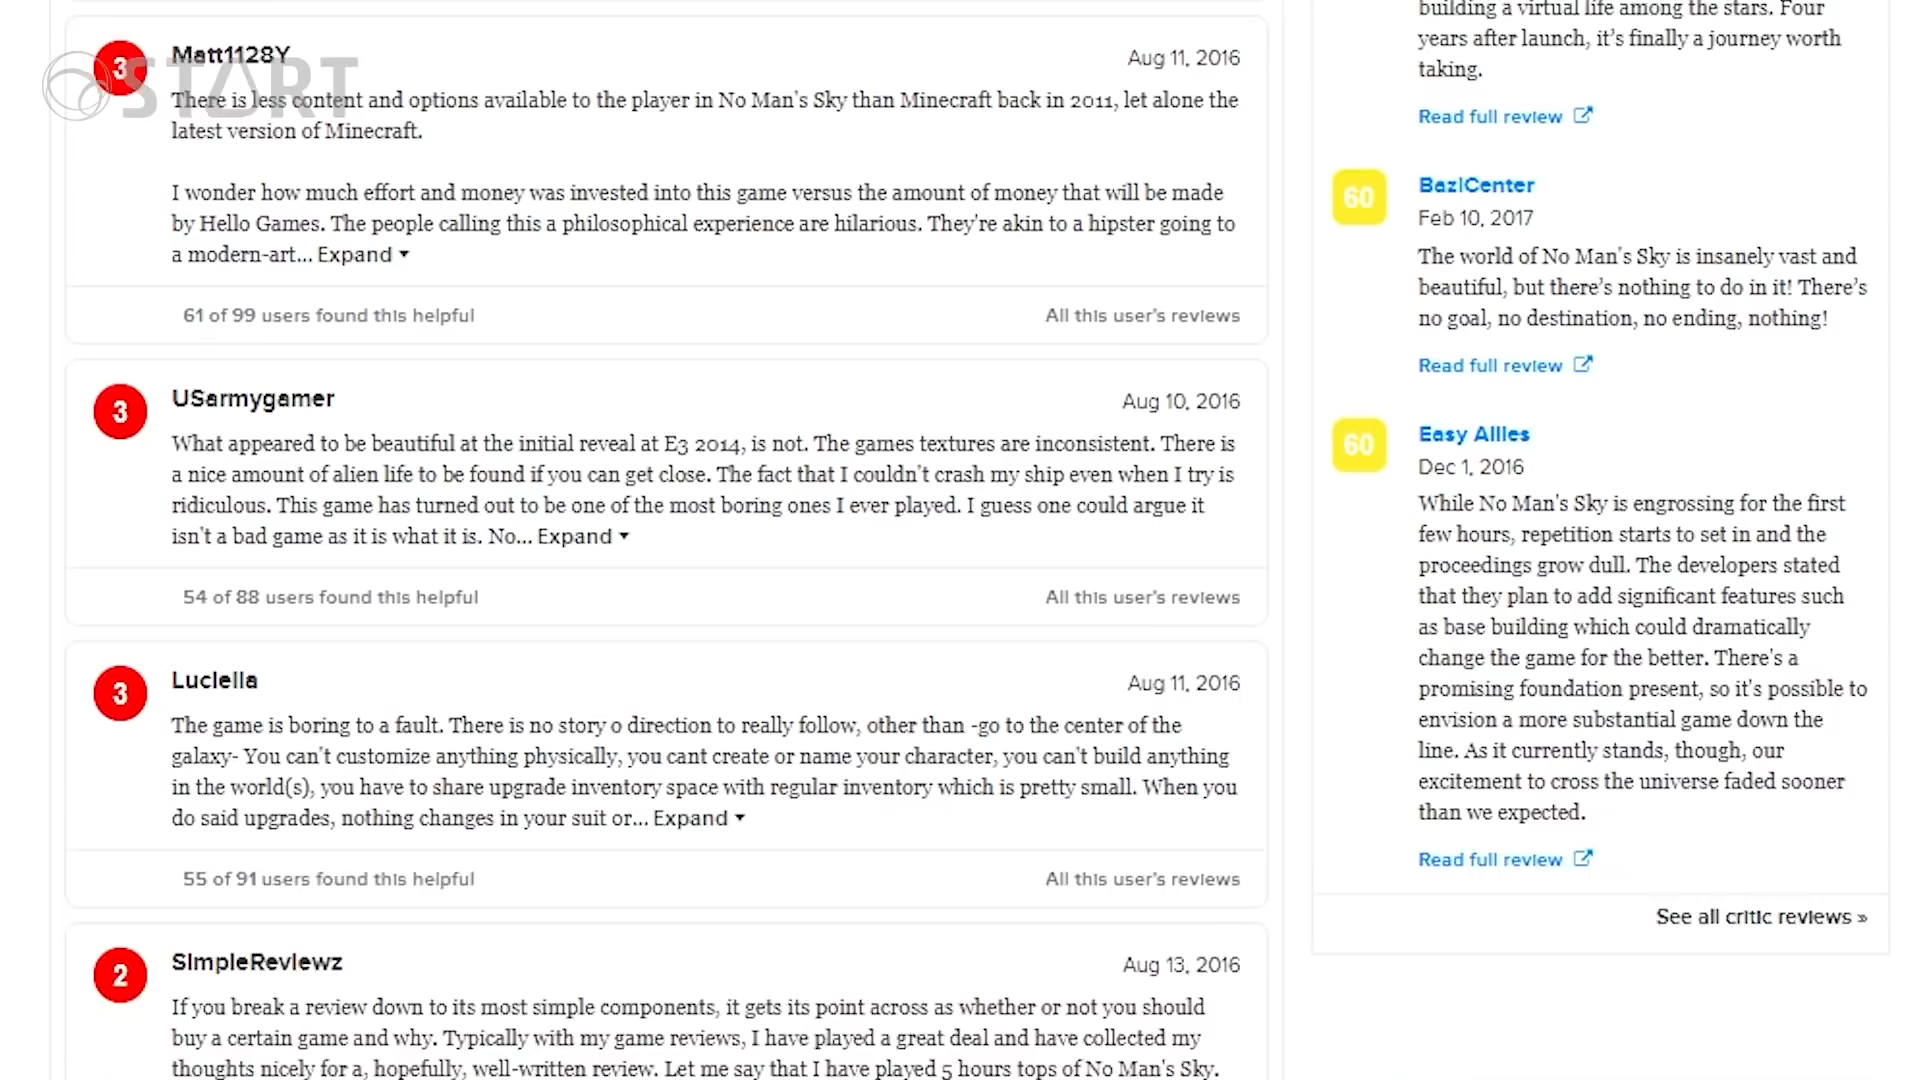 START
3
Matt1128Y
Aug 11, 2016
There is less content and options available to the player in No Man's Sky than Minecraft back in 2011, let alone the
latest version of Minecraft.
I wonder how much effort and money was invested into this game versus the amount of money that will be made
by Hello Games. The people calling this a philosophical experience are hilarious. They're akin to a hipster going to
a modern-art... Expand
61 of 99 users found this helpful
All this user's reviews
3
USarmygamer
Aug 10, 2016
What appeared to be beautiful at the initial reveal at E3 2014, is not. The games textures are inconsistent. There is
a nice amount of alien life to be found if you can get close. The fact that I couldn't crash my ship even when I try is
ridiculous. This game has turned out to be one of the most boring ones I ever played. I guess one could argue it
isn't a bad game as it is what it is. No... Expand
54 of 88 users found this helpful
All this user's reviews
3
Luciella
Aug 11, 2016
The game is boring to a fault. There is no story o direction to really follow, other than -go to the center of the
galaxy- You can't customize anything physically, you cant create or name your character, you can't build anything
in the world(s), you have to share upgrade inventory space with regular inventory which is pretty small. When you
do said upgrades, nothing changes in your suit or... Expand
55 of 91 users found this helpful
All this user's reviews
2
SimpleReviewz
Aug 13, 2016
If you break a review down to its most simple components, it gets its point across as whether or not you should
buy a certain game and why. Typically with my game reviews, I have played a great deal and have collected my
thoughts nicely for a, hopefully, well-written review. Let me say that I have played 5 hours tops of No Man's Sky.
building a virtual life among the stars. Four
years after launch, it's finally a journey worth
taking.
Read full review
60
BaziCenter
Feb 10, 2017
The world of No Man's Sky is insanely vast and
beautiful, but there's nothing to do in it! There's
no goal, no destination, no ending, nothing!
Read full review
60
Easy Allies
Dec 1, 2016
While No Man's Sky is engrossing for the first
few hours, repetition starts to set in and the
proceedings grow dull. The developers stated
that they plan to add significant features such
as base building which could dramatically
change the game for the better. There's a
promising foundation present, so it's possible to
envision a more substantial game down the
line. As it currently stands, though, our
excitement to cross the universe faded sooner
than we expected.
Read full review
See all critic reviews »